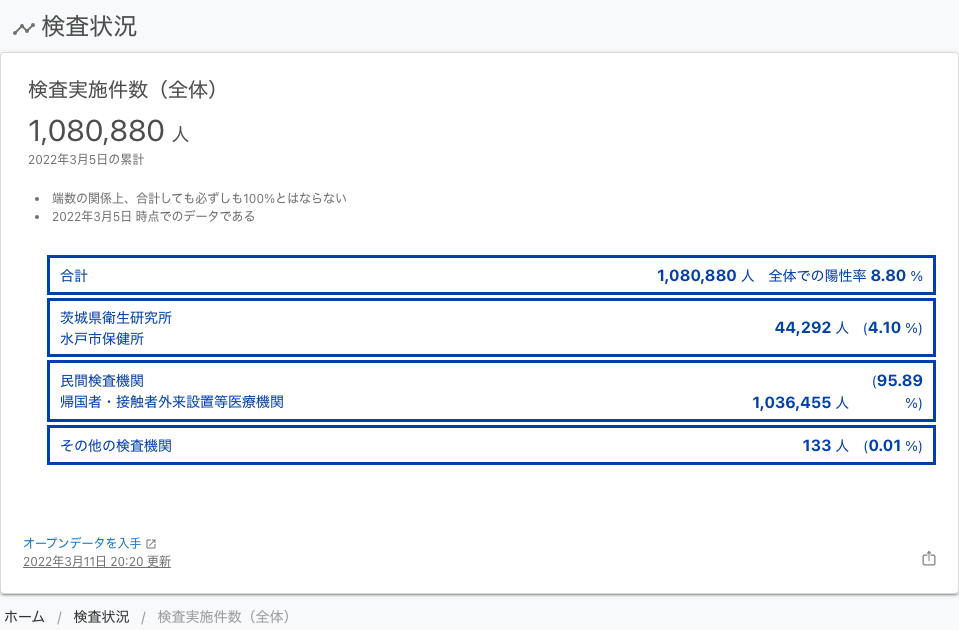 検査状況
検査実施件数（全体）
1,080,880 人
2022年3月5日の累計
端数の関係上、合計しても必ずしも100%とはならない
2022年3月5日 時点でのデータである
合計 1,080,880 人 全体での陽性率 8.80 %
茨城県衛生研究所
水戸市保健所
44,292 人 (4.10 %)
民間検査機関
帰国者・接触者外来設置等医療機関
1,036,455 人 (95.89
%)
その他の検査機関 133 人 (0.01 %)
オープンデータを入手
2022年3月11日 20:20 更新
ホーム / 検査状況 / 検査実施件数（全体）